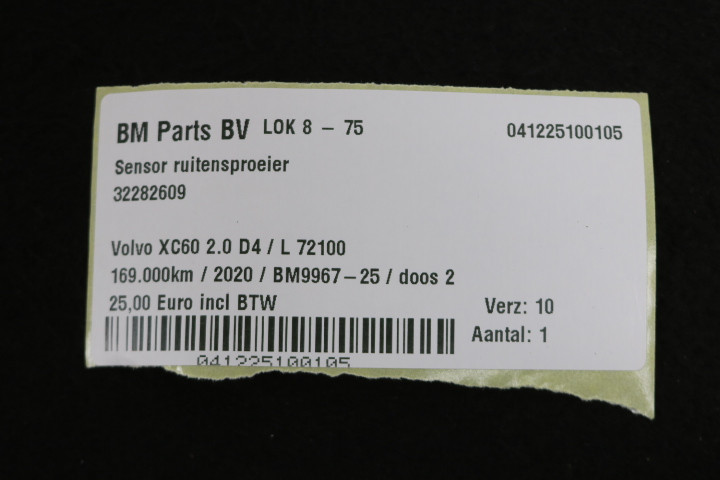 BM Parts BV LOK 8 - 75 041225100105
Sensor ruitensproeier
32282609
Volvo XC60 2.0 D4 / L 72100
169.000km / 2020 / BM9967-25 / doos 2
25,00 Euro incl BTW Verz: 10
Aantal: 1
041225100105